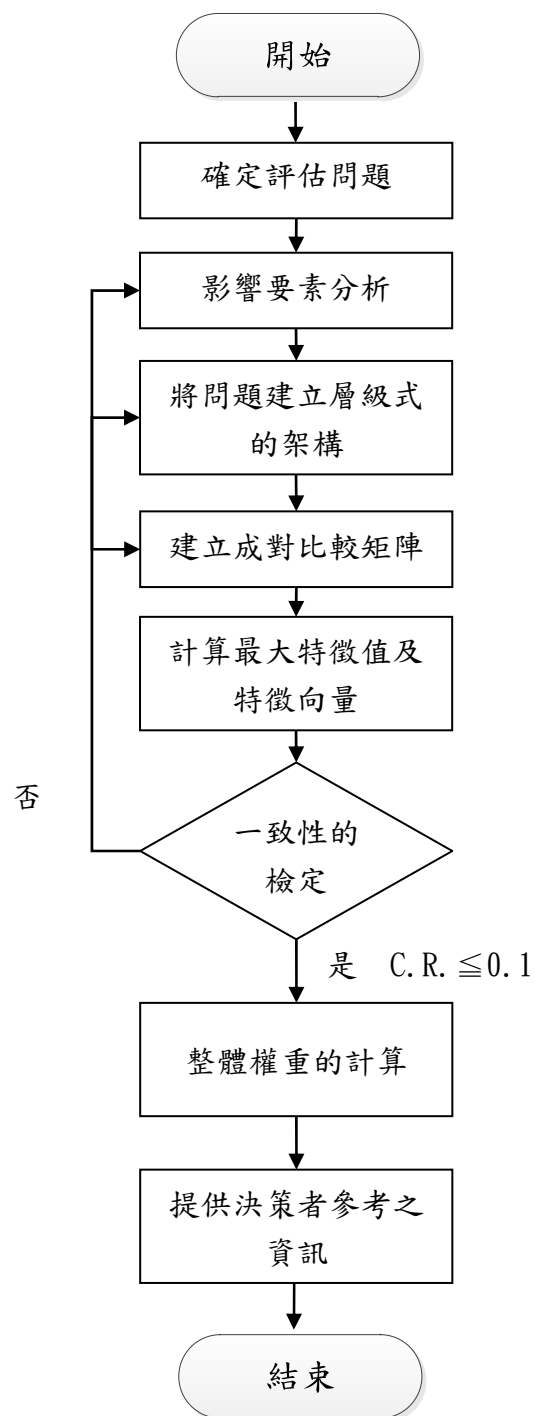 開始
確定評估問題
影響要素分析
將問題建立層級式
的架構
建立成對比較矩陣
計算最大特徵值及
特徵向量
否
一致性的
檢定
是 C.R.≦0.1
整體權重的計算
提供決策者參考之
資訊
結束